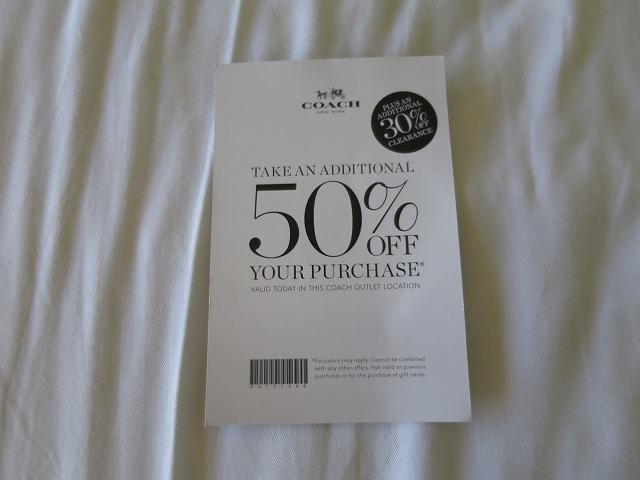 COACH
NEW YORK
PLUS AN
ADDITIONAL
30% OFF
CLEARANCE
TAKE AN ADDITIONAL
50% OFF
YOUR PURCHASE*
VALID TODAY IN THIS COACH OUTLET LOCATION
*Exclusions may apply. Cannot be combined
with any other offers. Not valid on previous
purchases or for the purchase of gift cards.